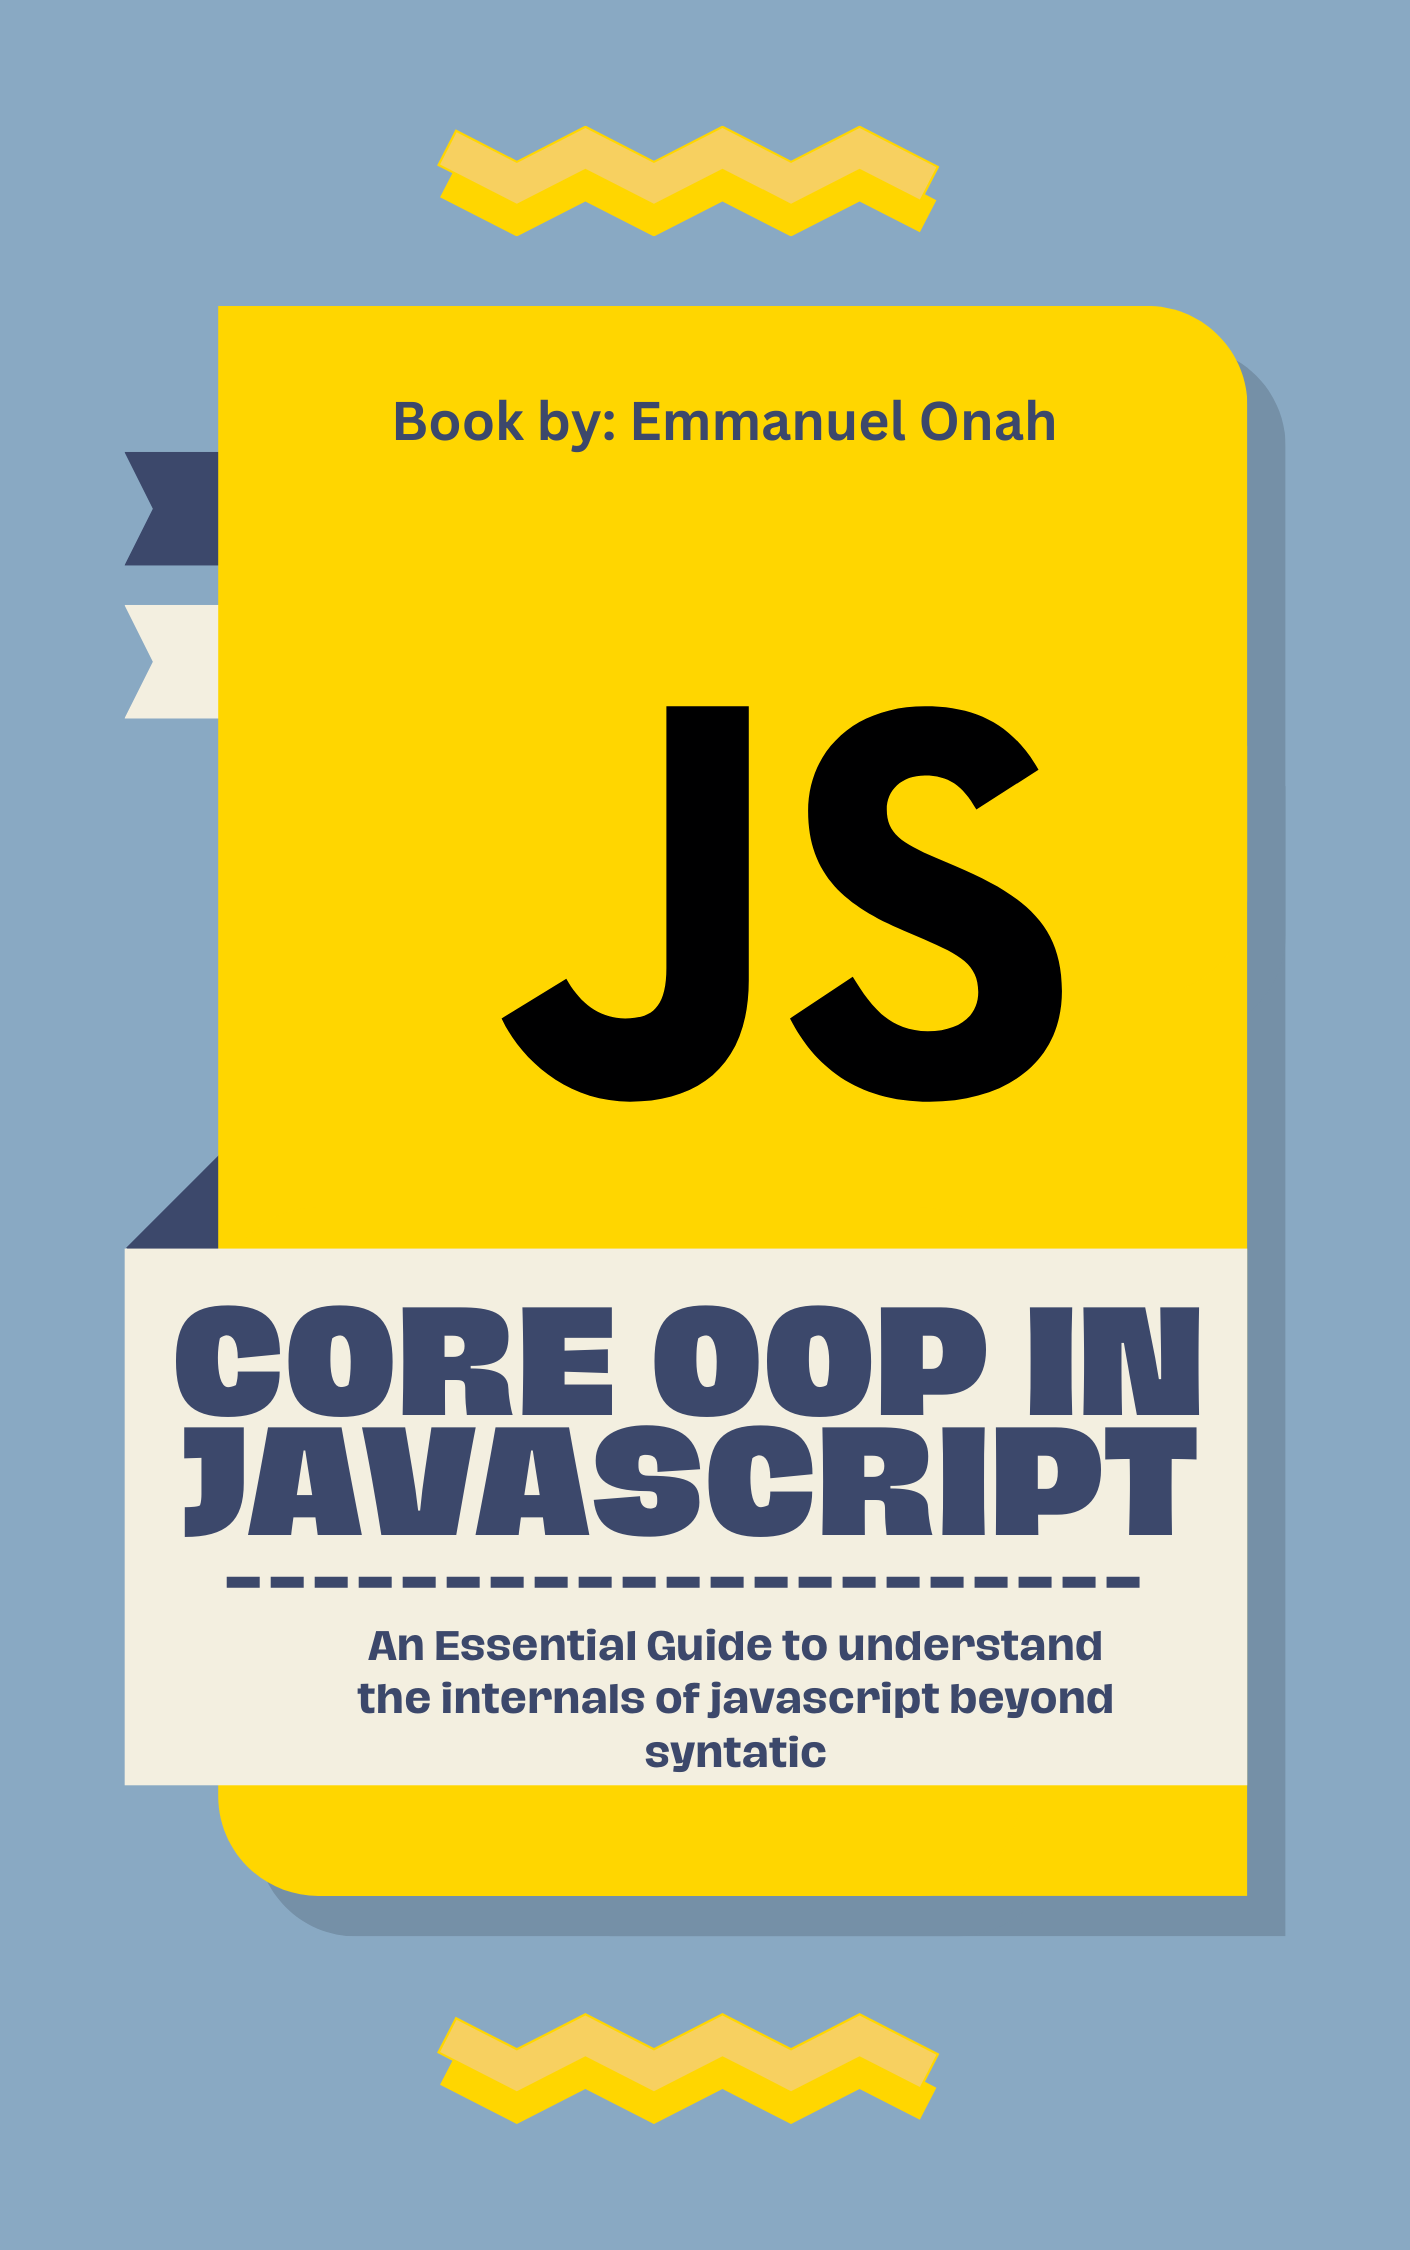 Book by: Emmanuel Onah
JS
CORE OOP IN
JAVASCRIPT
An Essential Guide to understand
the internals of javascript beyond
syntatic